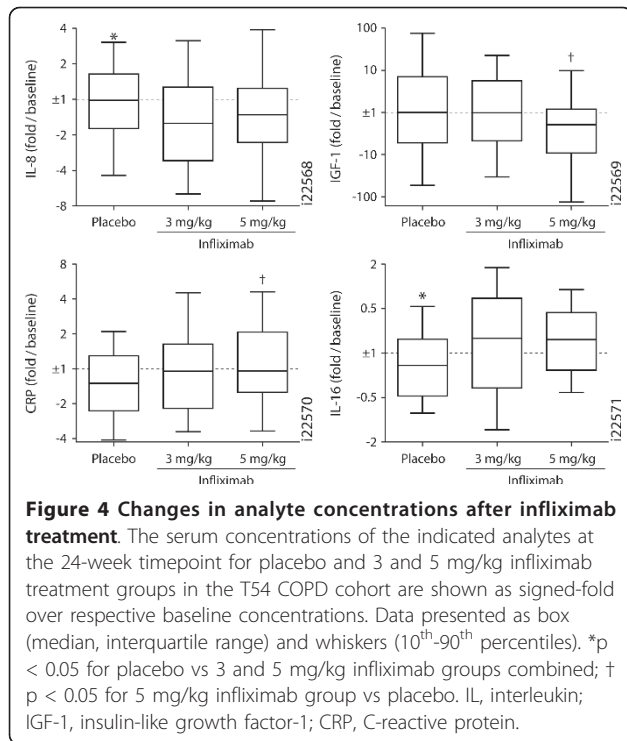 4
2
±1
-2
-4
-8
IL-8 (fold / baseline)
*
Placebo 3 mg/kg 5 mg/kg
Infliximab
i22568
100
10
±1
-10
-100
IGF-1 (fold / baseline)
†
Placebo 3 mg/kg 5 mg/kg
Infliximab
i22569
8
4
2
±1
-2
-4
CRP (fold / baseline)
†
Placebo 3 mg/kg 5 mg/kg
Infliximab
i22570
2
0.5
±1
-0.5
-2
IL-16 (fold / baseline)
*
Placebo 3 mg/kg 5 mg/kg
Infliximab
i22571
Figure 4 Changes in analyte concentrations after infliximab
treatment. The serum concentrations of the indicated analytes at
the 24-week timepoint for placebo and 3 and 5 mg/kg infliximab
treatment groups in the T54 COPD cohort are shown as signed-fold
over respective baseline concentrations. Data presented as box
(median, interquartile range) and whiskers (10th-90th percentiles). *p
< 0.05 for placebo vs 3 and 5 mg/kg infliximab groups combined; †
p < 0.05 for 5 mg/kg infliximab group vs placebo. IL, interleukin;
IGF-1, insulin-like growth factor-1; CRP, C-reactive protein.